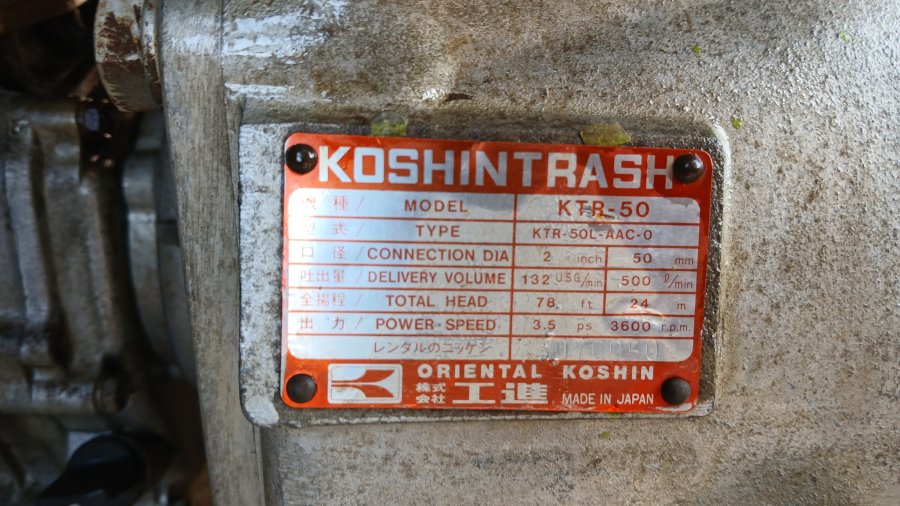 KOSHINTRASH
機種 / MODEL KTR-50
型式 / TYPE KTR-50L-AAC-0
口径 / CONNECTION DIA 2 inch 50 mm
吐出量 / DELIVERY VOLUME 132 U.S.G/min 500 ℓ/min
全揚程 / TOTAL HEAD 78 ft 24 m
出力 / POWER・SPEED 3.5 ps 3600 r.p.m.
レンタルのニッケン
ORIENTAL KOSHIN
株式会社 工進 MADE IN JAPAN